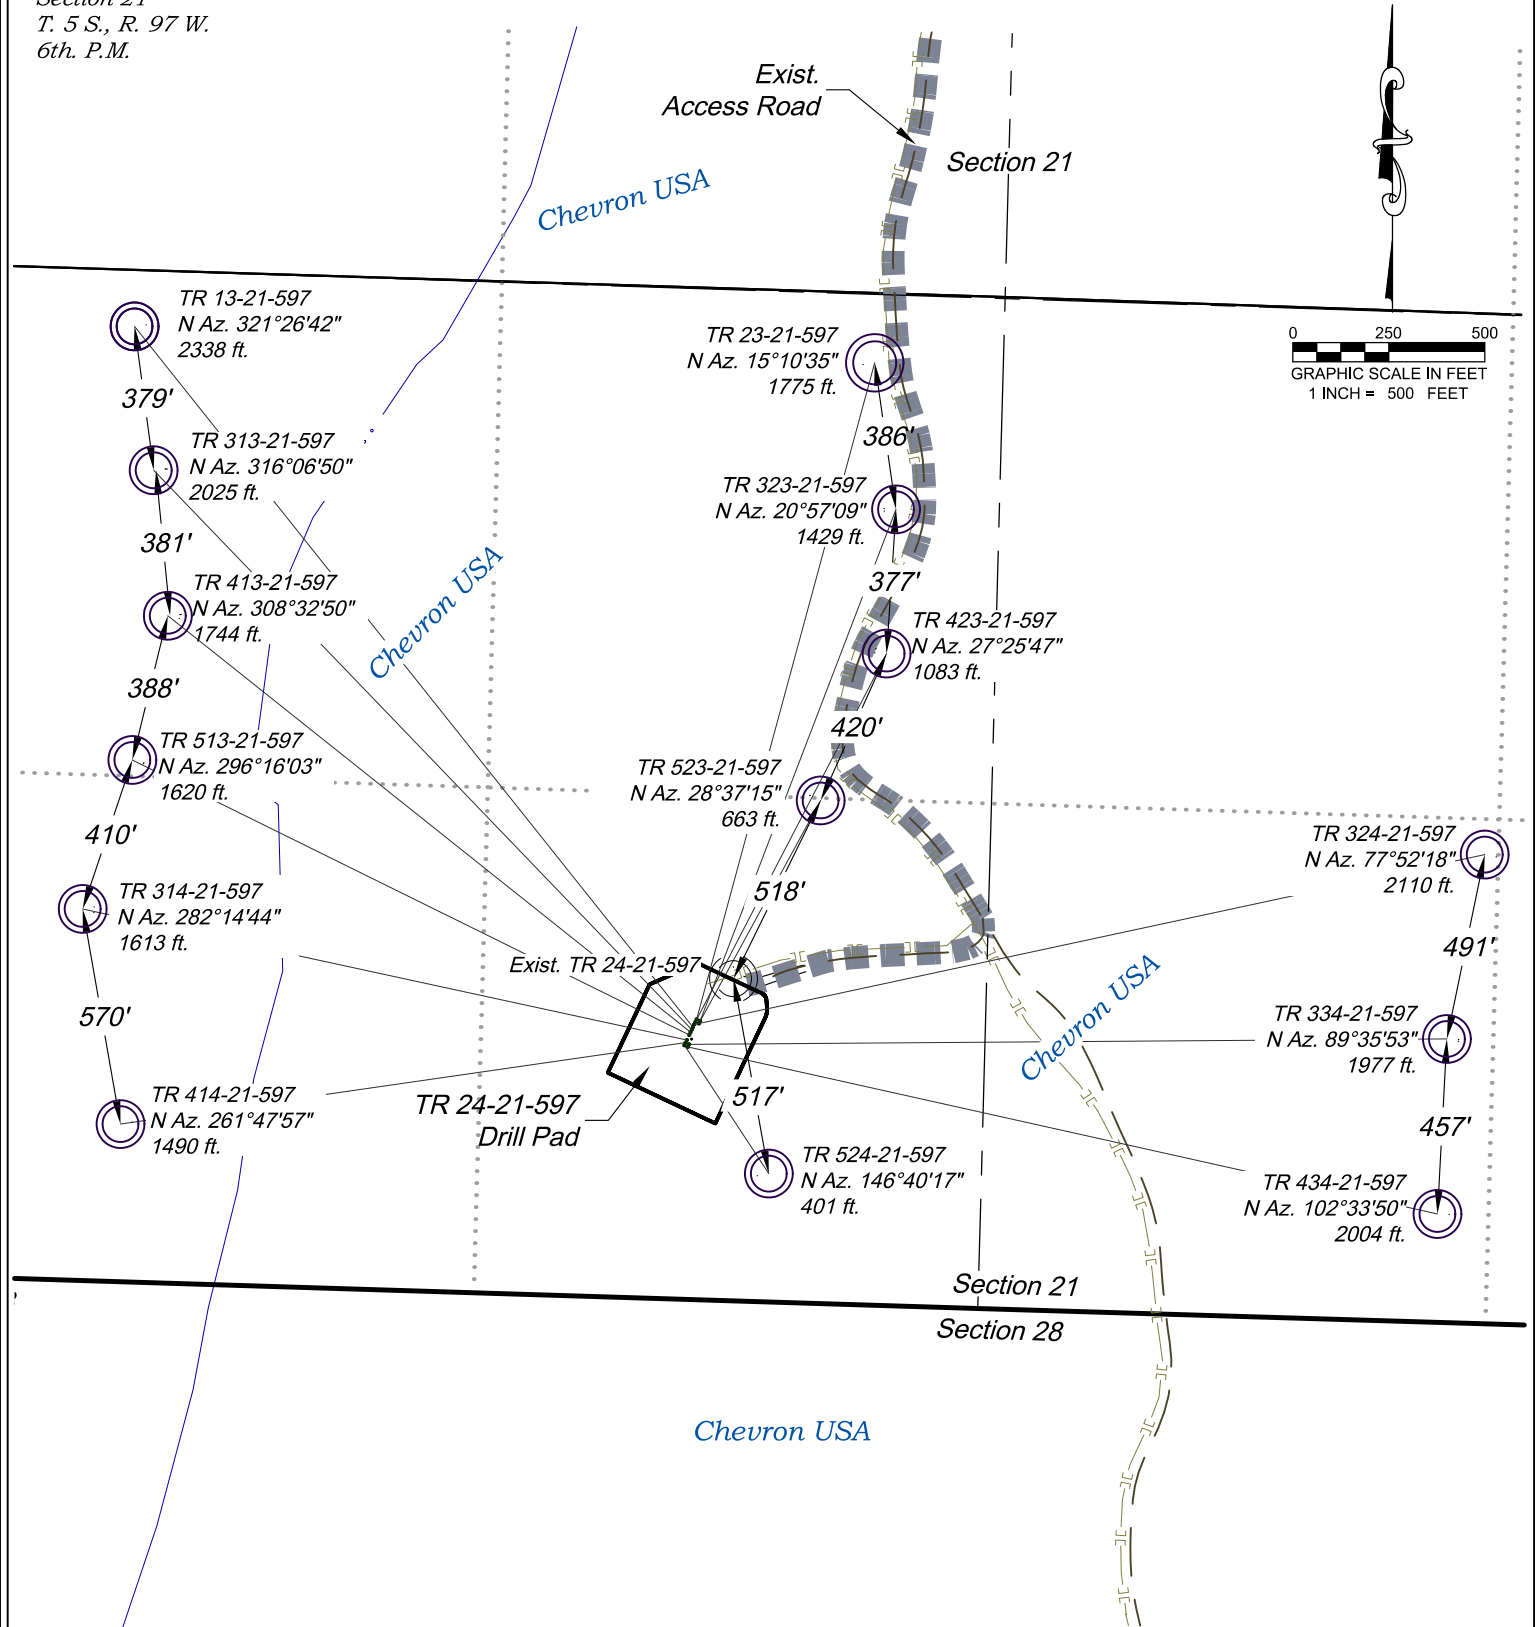 Section 21
T. 5 S., R. 97 W.
6th. P.M.
Exist.
Access Road
Section 21
Chevron USA
TR 13-21-597
N Az. 321°26'42"
2338 ft.
379'
TR 313-21-597
N Az. 316°06'50"
2025 ft.
381'
TR 413-21-597
N Az. 308°32'50"
1744 ft.
388'
TR 513-21-597
N Az. 296°16'03"
1620 ft.
410'
TR 314-21-597
N Az. 282°14'44"
1613 ft.
570'
TR 414-21-597
N Az. 261°47'57"
1490 ft.
Chevron USA
TR 23-21-597
N Az. 15°10'35"
1775 ft.
386'
TR 323-21-597
N Az. 20°57'09"
1429 ft.
377'
TR 423-21-597
N Az. 27°25'47"
1083 ft.
420'
TR 523-21-597
N Az. 28°37'15"
663 ft.
518'
Exist. TR 24-21-597
517'
TR 24-21-597
Drill Pad
TR 524-21-597
N Az. 146°40'17"
401 ft.
0 250 500
GRAPHIC SCALE IN FEET
1 INCH = 500 FEET
TR 324-21-597
N Az. 77°52'18"
2110 ft.
491'
Chevron USA
TR 334-21-597
N Az. 89°35'53"
1977 ft.
457'
TR 434-21-597
N Az. 102°33'50"
2004 ft.
Section 21
Section 28
Chevron USA